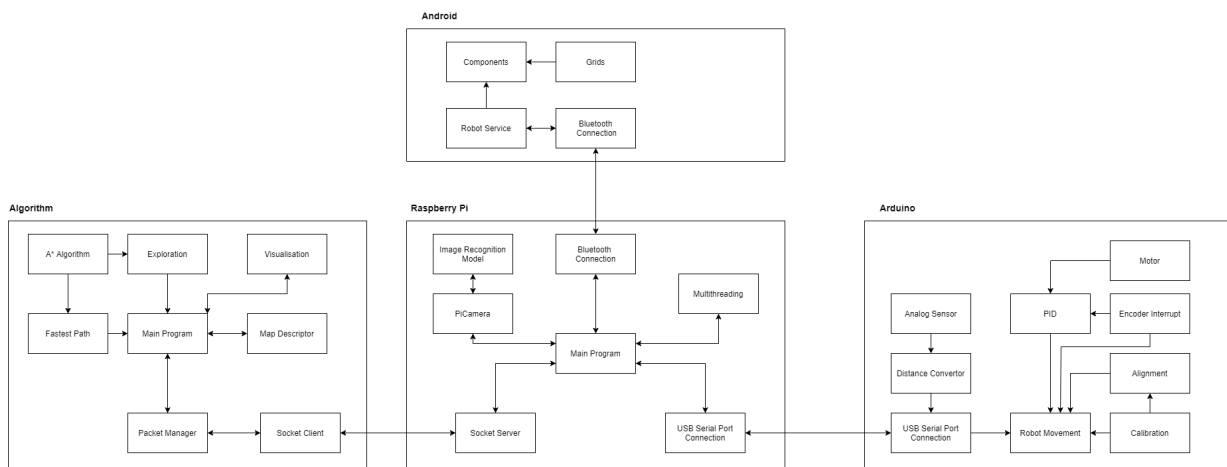 Android
Components
Grids
Robot Service
Bluetooth
Connection
Algorithm
A* Algorithm
Exploration
Visualisation
Fastest Path
Main Program
Map Descriptor
Packet Manager
Socket Client
Raspberry Pi
Image Recognition
Model
Bluetooth
Connection
PiCamera
Multithreading
Main Program
Socket Server
USB Serial Port
Connection
Arduino
Motor
Analog Sensor
PID
Encoder Interrupt
Distance Convertor
Alignment
USB Serial Port
Connection
Robot Movement
Calibration